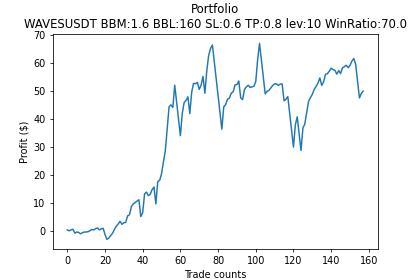 Portfolio
WAVESUSDT BBM:1.6 BBL:160 SL:0.6 TP:0.8 lev:10 WinRatio:70.0
70
60
50
40
30
20
10
0
Profit ($)
0 20 40 60 80 100 120 140 160
Trade counts